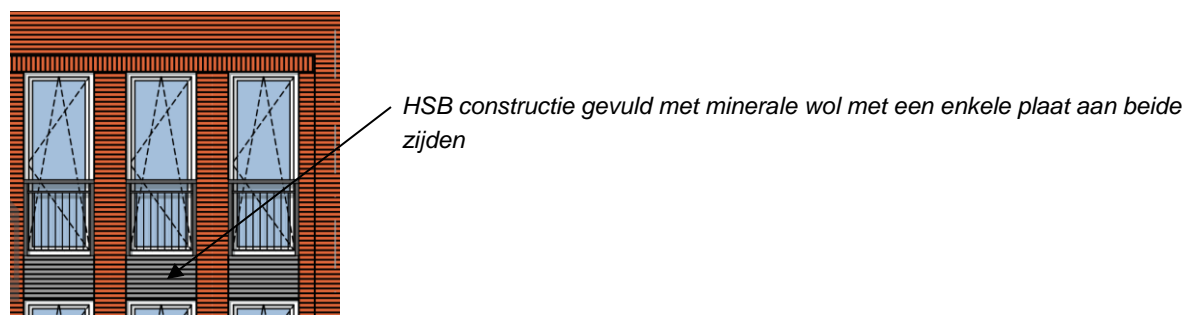 HSB constructie gevuld met minerale wol met een enkele plaat aan beide
zijden